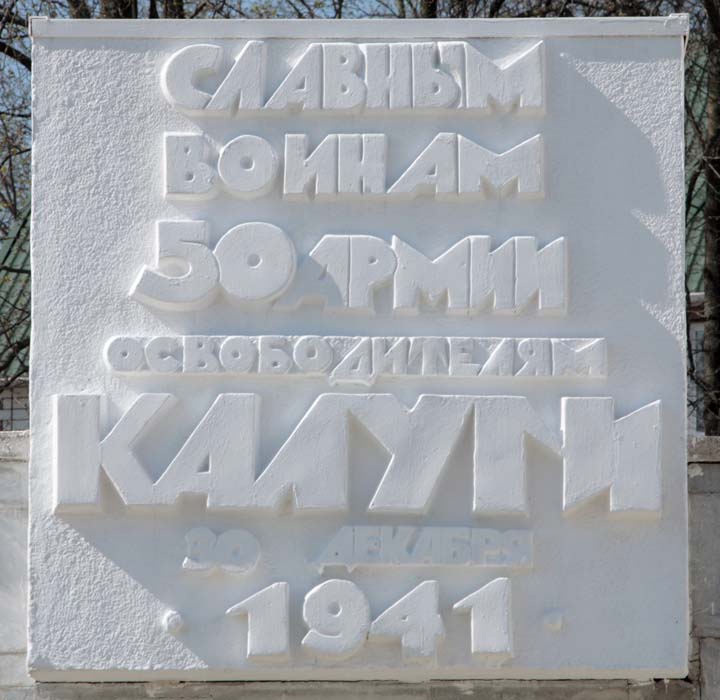 СЛАВНЫМ
ВОИНАМ
50 АРМИИ
ОСВОБОДИТЕЛЯМ
КАЛУГИ
30 ДЕКАБРЯ
1941